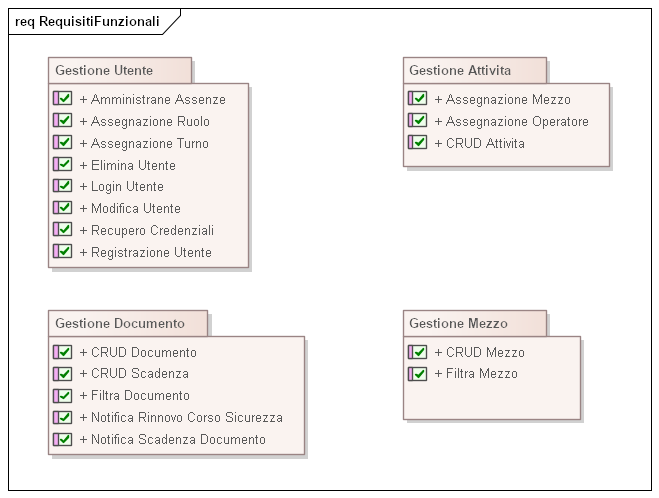 req RequisitiFunzionali
Gestione Utente
+ Amministrane Assenze
+ Assegnazione Ruolo
+ Assegnazione Turno
+ Elimina Utente
+ Login Utente
+ Modifica Utente
+ Recupero Credenziali
+ Registrazione Utente
Gestione Attivita
+ Assegnazione Mezzo
+ Assegnazione Operatore
+ CRUD Attivita
Gestione Documento
+ CRUD Documento
+ CRUD Scadenza
+ Filtra Documento
+ Notifica Rinnovo Corso Sicurezza
+ Notifica Scadenza Documento
Gestione Mezzo
+ CRUD Mezzo
+ Filtra Mezzo